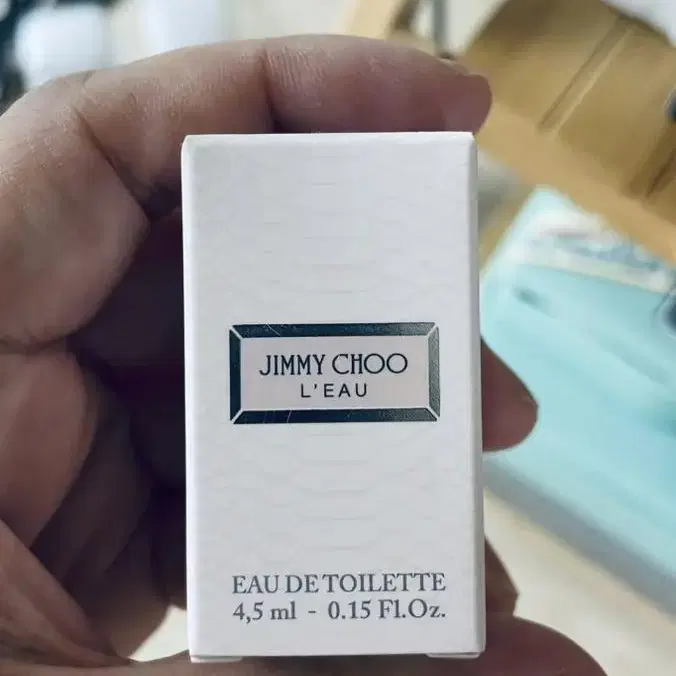 JIMMY CHOO
L'EAU
EAU DE TOILETTE
4,5 ml - 0.15 Fl.Oz.